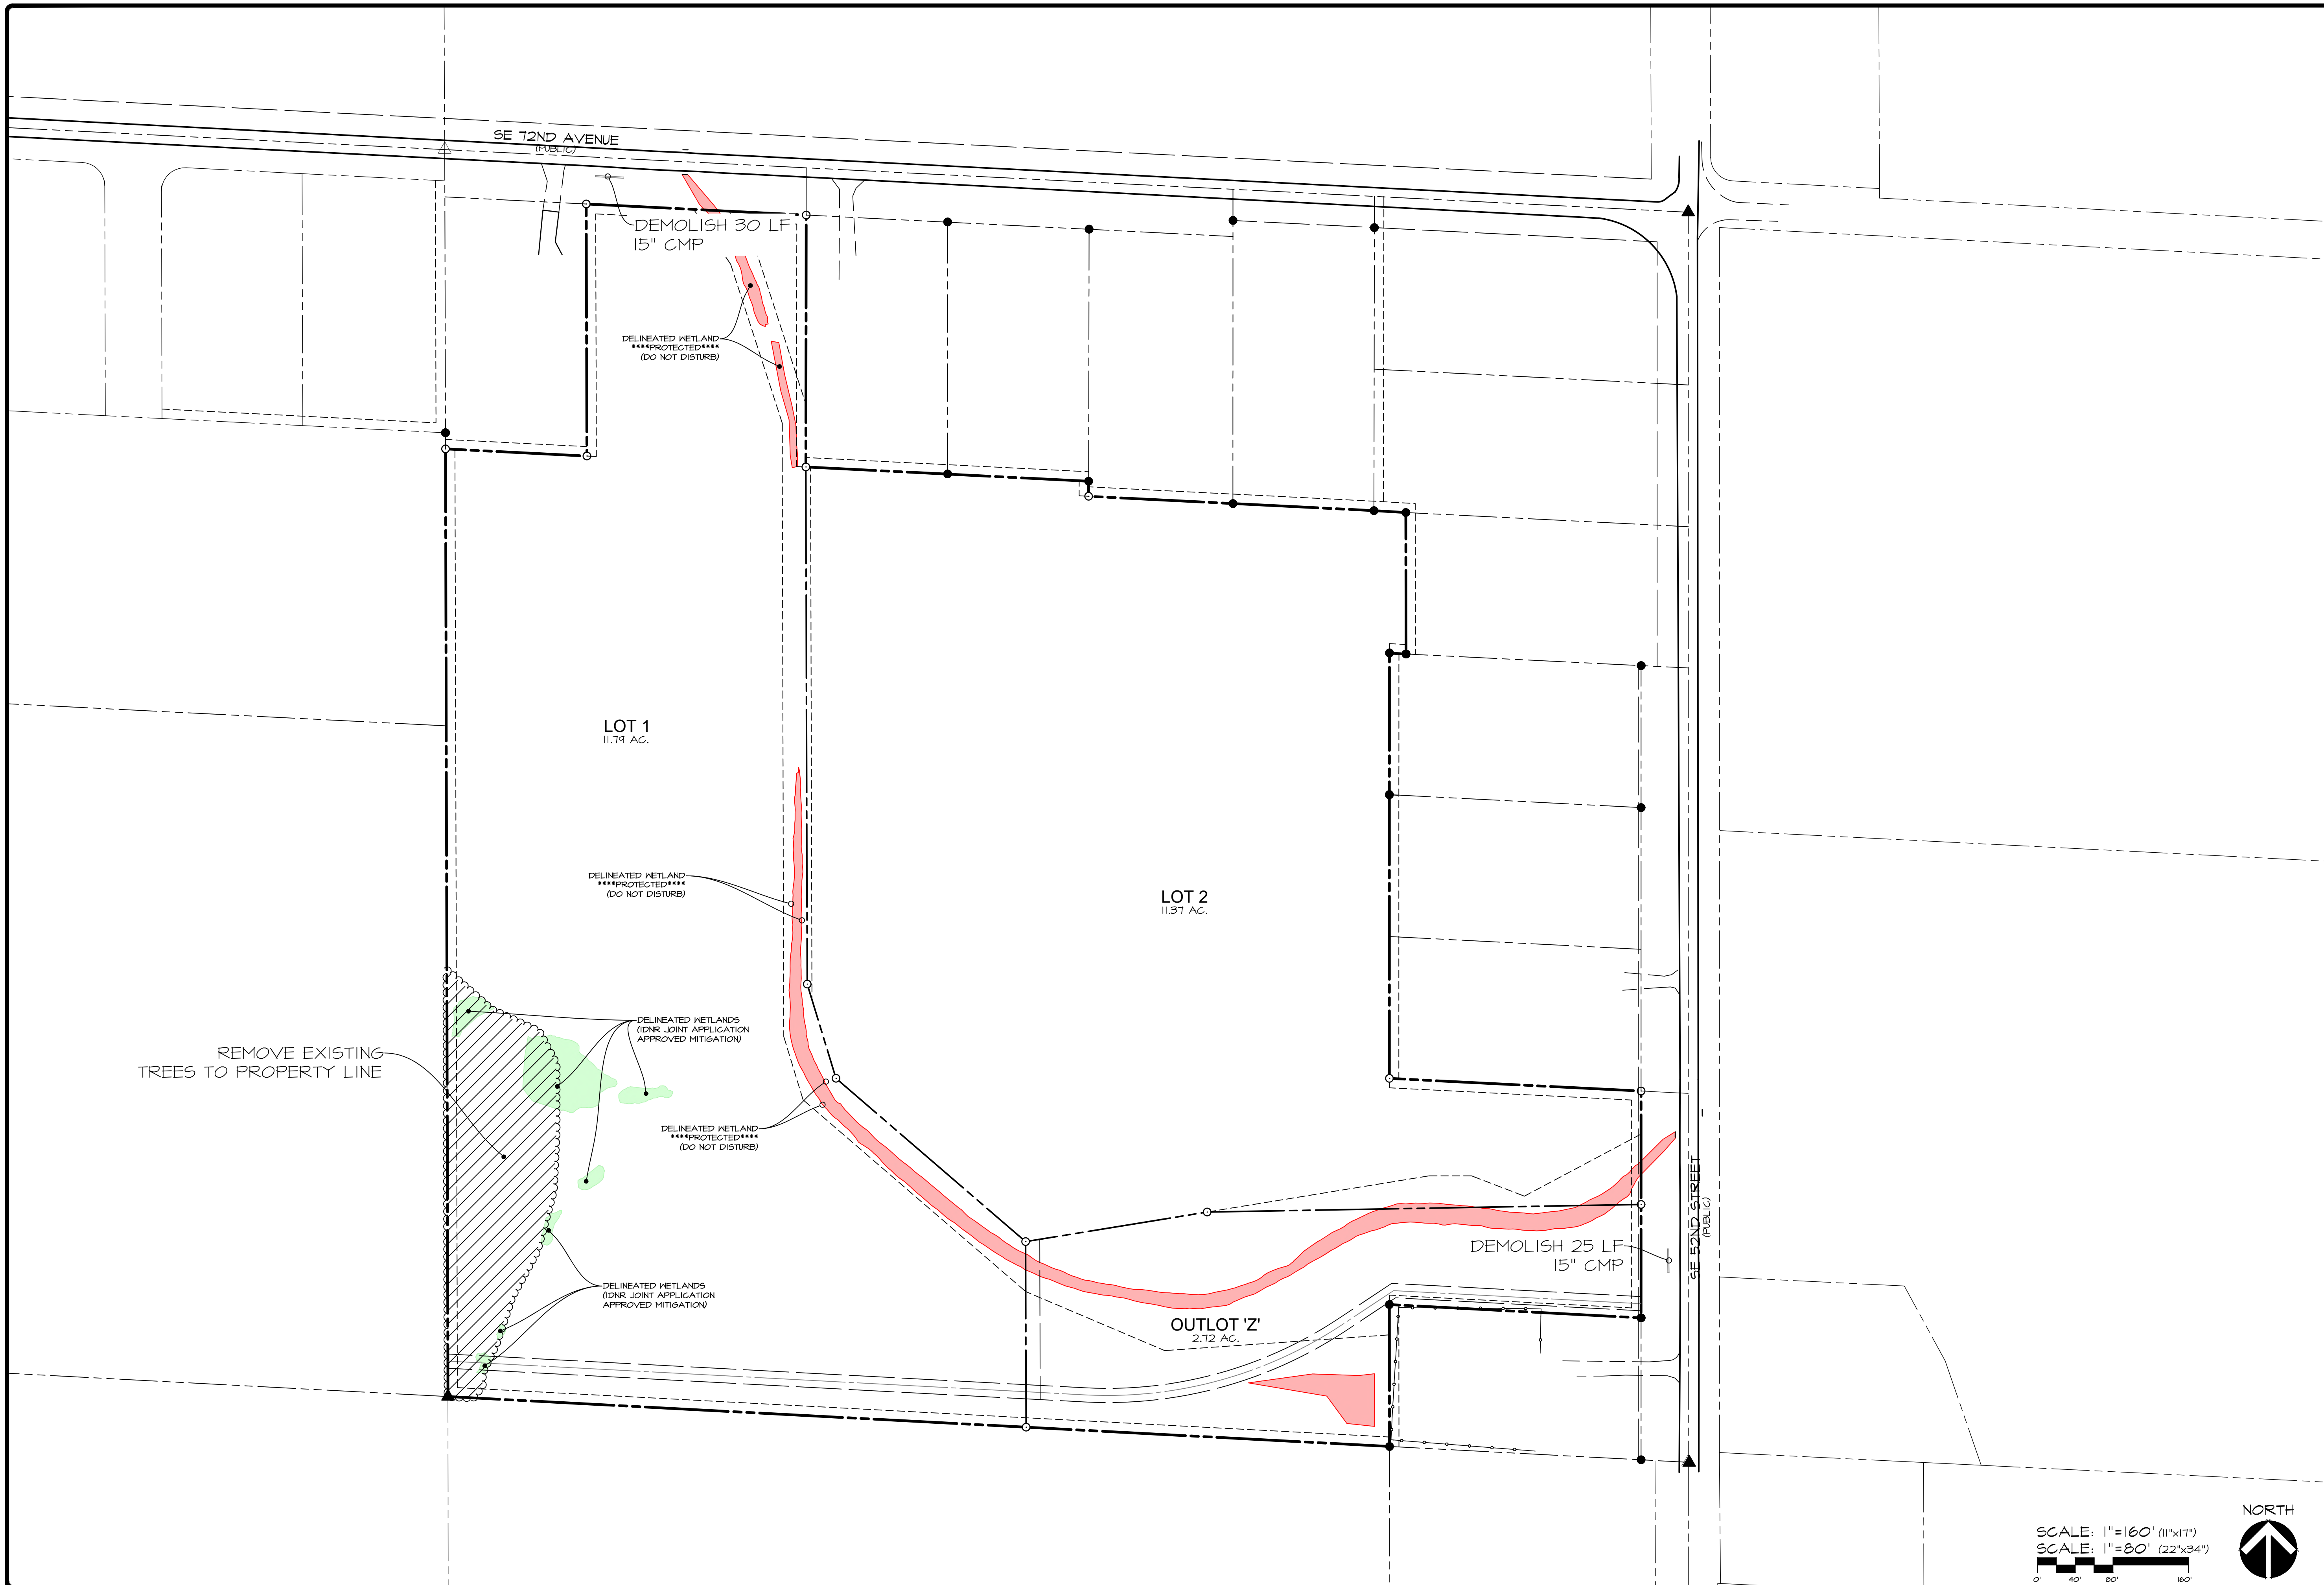 SE 72ND AVENUE
(PUBLIC)
DEMOLISH 30 LF
15" CMP
DELINEATED WETLAND
****PROTECTED****
(DO NOT DISTURB)
LOT 1
11.79 AC.
DELINEATED WETLAND
****PROTECTED****
(DO NOT DISTURB)
LOT 2
11.37 AC.
DELINEATED WETLANDS
(IDNR JOINT APPLICATION
APPROVED MITIGATION)
REMOVE EXISTING
TREES TO PROPERTY LINE
DELINEATED WETLAND
****PROTECTED****
(DO NOT DISTURB)
SE 52ND STREET
(PUBLIC)
DEMOLISH 25 LF
15" CMP
DELINEATED WETLANDS
(IDNR JOINT APPLICATION
APPROVED MITIGATION)
OUTLOT 'Z'
2.72 AC.
NORTH
SCALE: 1"=160' (11"x17")
SCALE: 1"=80' (22"x34")
0' 40' 80' 160'